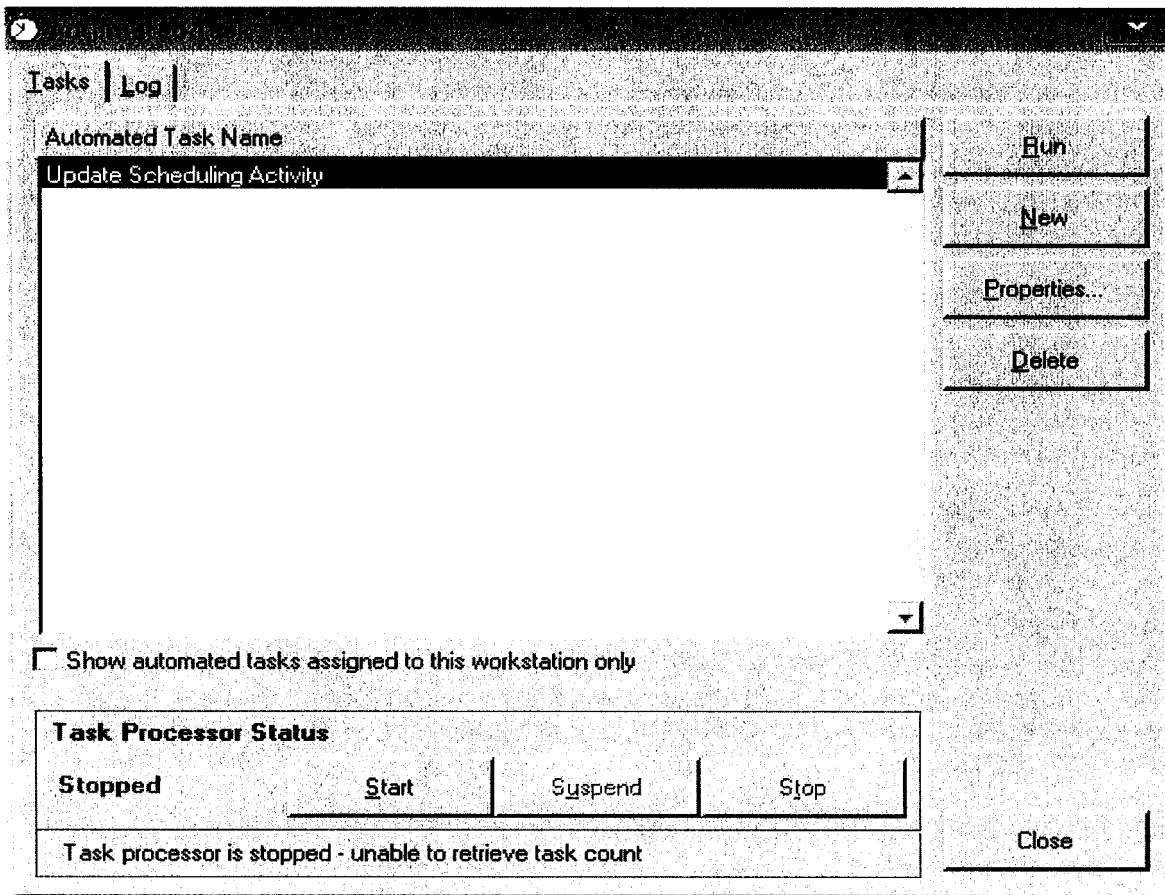 Tasks Log
Automated Task Name
Update Scheduling Activity
Run
New
Properties...
Delete
Show automated tasks assigned to this workstation only
Task Processor Status
Stopped Start Suspend Stop
Task processor is stopped - unable to retrieve task count
Close